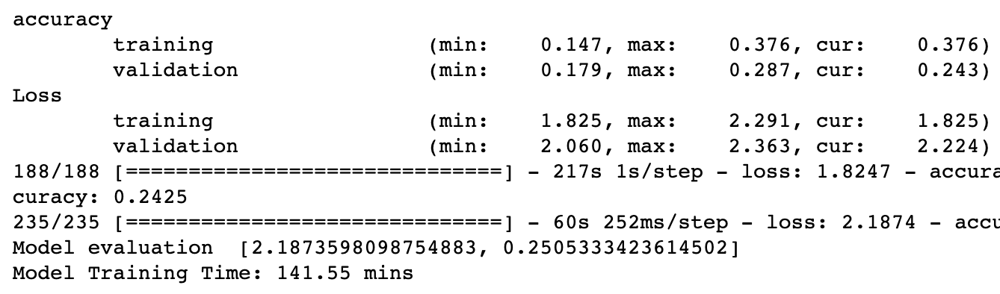 accuracy
training (min: 0.147, max: 0.376, cur: 0.376)
validation (min: 0.179, max: 0.287, cur: 0.243)
Loss
training (min: 1.825, max: 2.291, cur: 1.825)
validation (min: 2.060, max: 2.363, cur: 2.224)
188/188 [==============================] - 217s 1s/step - loss: 1.8247 - accura
curacy: 0.2425
235/235 [==============================] - 60s 252ms/step - loss: 2.1874 - accu
Model evaluation [2.1873598098754883, 0.2505333423614502]
Model Training Time: 141.55 mins